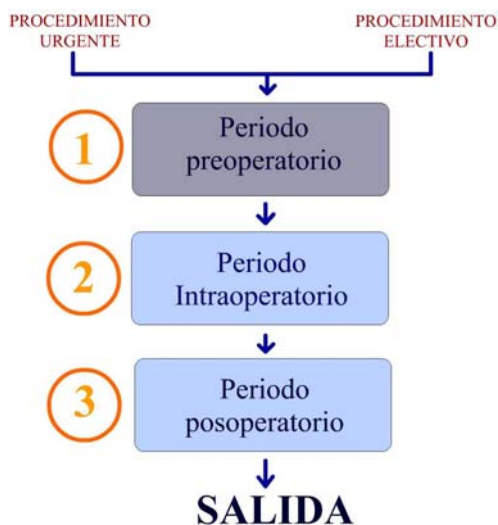 PROCEDIMIENTO
URGENTE
PROCEDIMIENTO
ELECTIVO
1
Periodo
preoperatorio
2
Periodo
Intraoperatorio
3
Periodo
posoperatorio
SALIDA